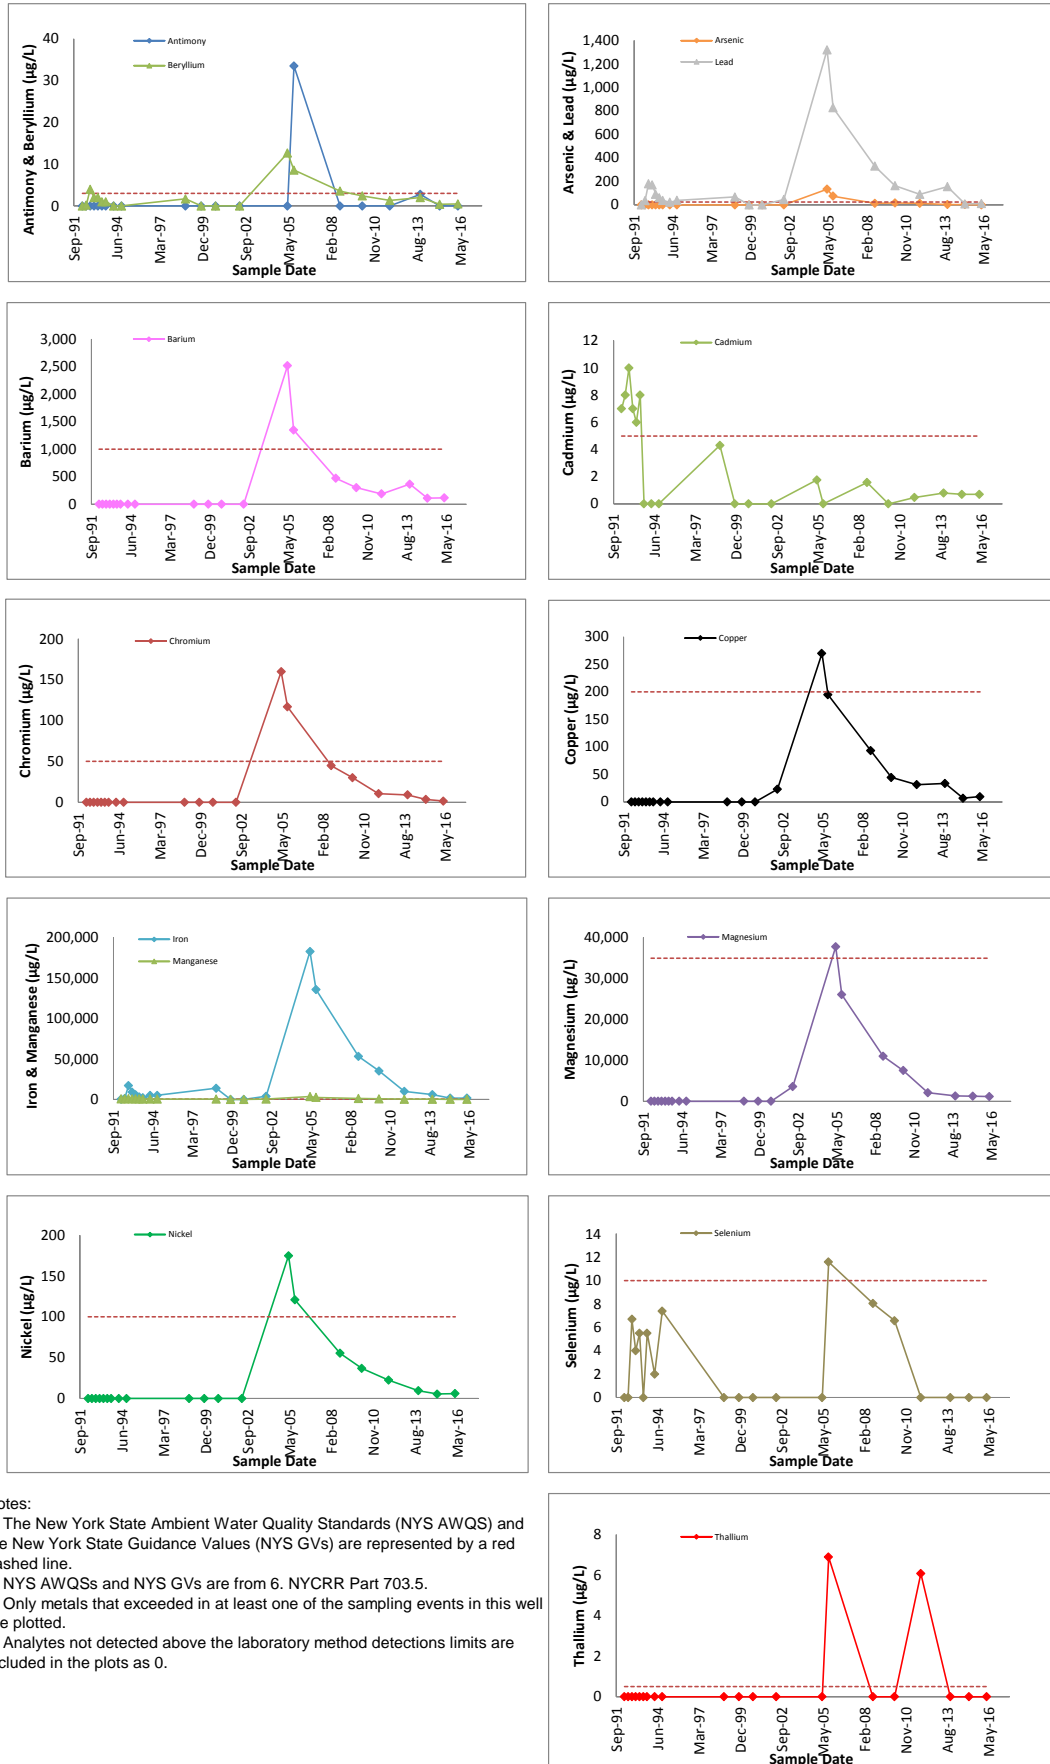 Antimony
Beryllium
Antimony & Beryllium (µg/L)
40
30
20
10
0
Sep-91
Jun-94
Mar-97
Dec-99
Sep-02
May-05
Feb-08
Nov-10
Aug-13
May-16
Sample Date
Arsenic
Lead
Arsenic & Lead (µg/L)
1,400
1,200
1,000
800
600
400
200
0
Sep-91
Jun-94
Mar-97
Dec-99
Sep-02
May-05
Feb-08
Nov-10
Aug-13
May-16
Sample Date
Barium
Barium (µg/L)
3,000
2,500
2,000
1,500
1,000
500
0
Sep-91
Jun-94
Mar-97
Dec-99
Sep-02
May-05
Feb-08
Nov-10
Aug-13
May-16
Sample Date
Cadmium
Cadmium (µg/L)
12
10
8
6
4
2
0
Sep-91
Jun-94
Mar-97
Dec-99
Sep-02
May-05
Feb-08
Nov-10
Aug-13
May-16
Sample Date
Chromium
Chromium (µg/L)
200
150
100
50
0
Sep-91
Jun-94
Mar-97
Dec-99
Sep-02
May-05
Feb-08
Nov-10
Aug-13
May-16
Sample Date
Copper
Copper (µg/L)
300
250
200
150
100
50
0
Sep-91
Jun-94
Mar-97
Dec-99
Sep-02
May-05
Feb-08
Nov-10
Aug-13
May-16
Sample Date
Iron
Manganese
Iron & Manganese (µg/L)
200,000
150,000
100,000
50,000
0
Sep-91
Jun-94
Mar-97
Dec-99
Sep-02
May-05
Feb-08
Nov-10
Aug-13
May-16
Sample Date
Magnesium
Magnesium (µg/L)
40,000
30,000
20,000
10,000
0
Sep-91
Jun-94
Mar-97
Dec-99
Sep-02
May-05
Feb-08
Nov-10
Aug-13
May-16
Sample Date
Nickel
Nickel (µg/L)
200
150
100
50
0
Sep-91
Jun-94
Mar-97
Dec-99
Sep-02
May-05
Feb-08
Nov-10
Aug-13
May-16
Sample Date
Selenium
Selenium (µg/L)
14
12
10
8
6
4
2
0
Sep-91
Jun-94
Mar-97
Dec-99
Sep-02
May-05
Feb-08
Nov-10
Aug-13
May-16
Sample Date
otes:
The New York State Ambient Water Quality Standards (NYS AWQS) and
e New York State Guidance Values (NYS GVs) are represented by a red
ashed line.
NYS AWQSs and NYS GVs are from 6. NYCRR Part 703.5.
Only metals that exceeded in at least one of the sampling events in this well
e plotted.
Analytes not detected above the laboratory method detections limits are
cluded in the plots as 0.
Thallium
Thallium (µg/L)
8
6
4
2
0
Sep-91
Jun-94
Mar-97
Dec-99
Sep-02
May-05
Feb-08
Nov-10
Aug-13
May-16
Sample Date